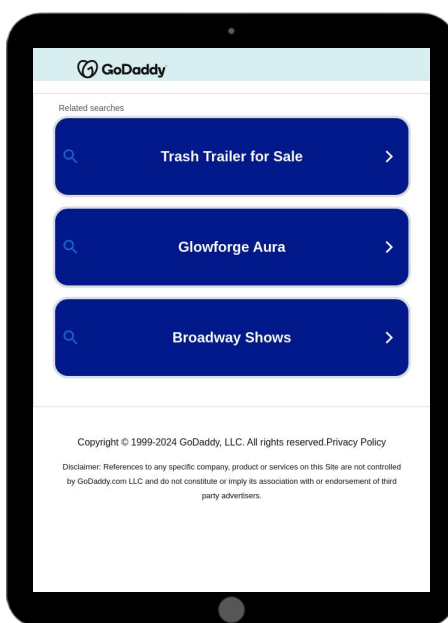 GoDaddy
Related searches
Trash Trailer for Sale
Glowforge Aura
Broadway Shows
Copyright © 1999-2024 GoDaddy, LLC. All rights reserved.Privacy Policy
Disclaimer: References to any specific company, product or services on this Site are not controlled
by GoDaddy.com LLC and do not constitute or imply its association with or endorsement of third
party advertisers.